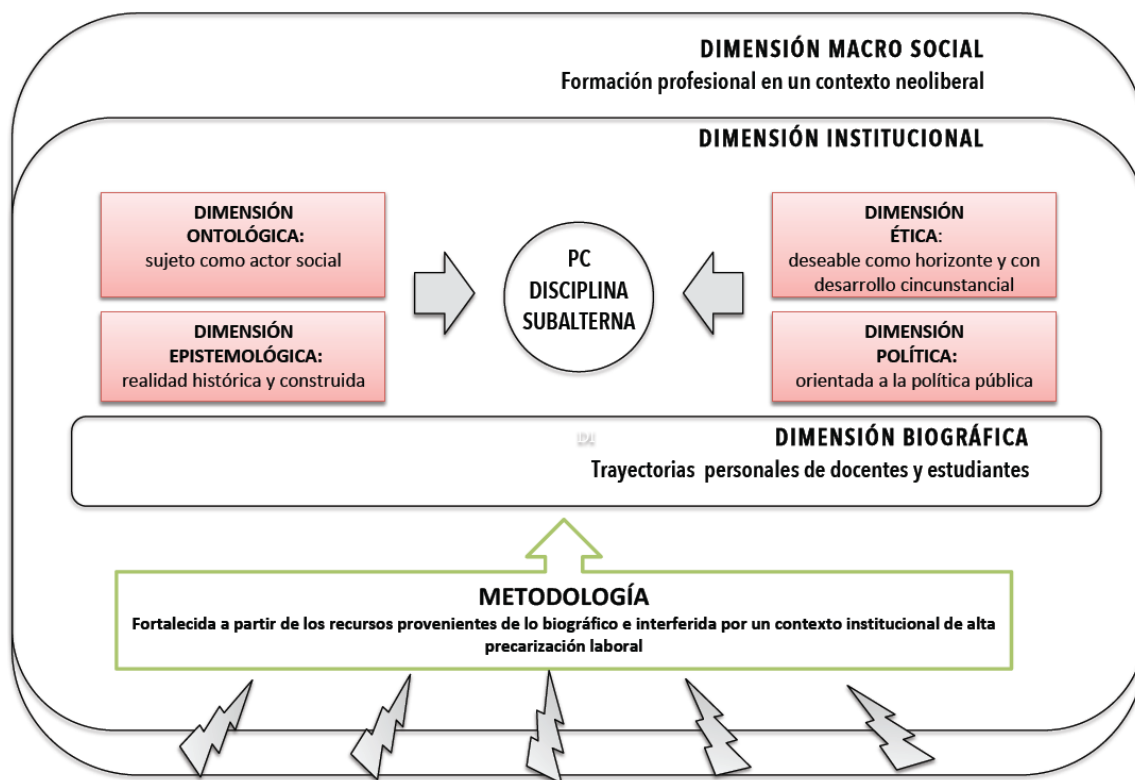 DIMENSIÓN MACRO SOCIAL
Formación profesional en un contexto neoliberal
DIMENSIÓN INSTITUCIONAL
DIMENSIÓN
ONTOLÓGICA:
sujeto como actor social
DIMENSIÓN
EPISTEMOLÓGICA:
realidad histórica y construida
PC
DISCIPLINA
SUBALTERNA
DIMENSIÓN
ÉTICA:
deseable como horizonte y con
desarrollo cincunstancial
DIMENSIÓN
POLÍTICA:
orientada a la política pública
DI
DIMENSIÓN BIOGRÁFICA
Trayectorias personales de docentes y estudiantes
METODOLOGÍA
Fortalecida a partir de los recursos provenientes de lo biográfico e interferida por un contexto institucional de alta
precarización laboral